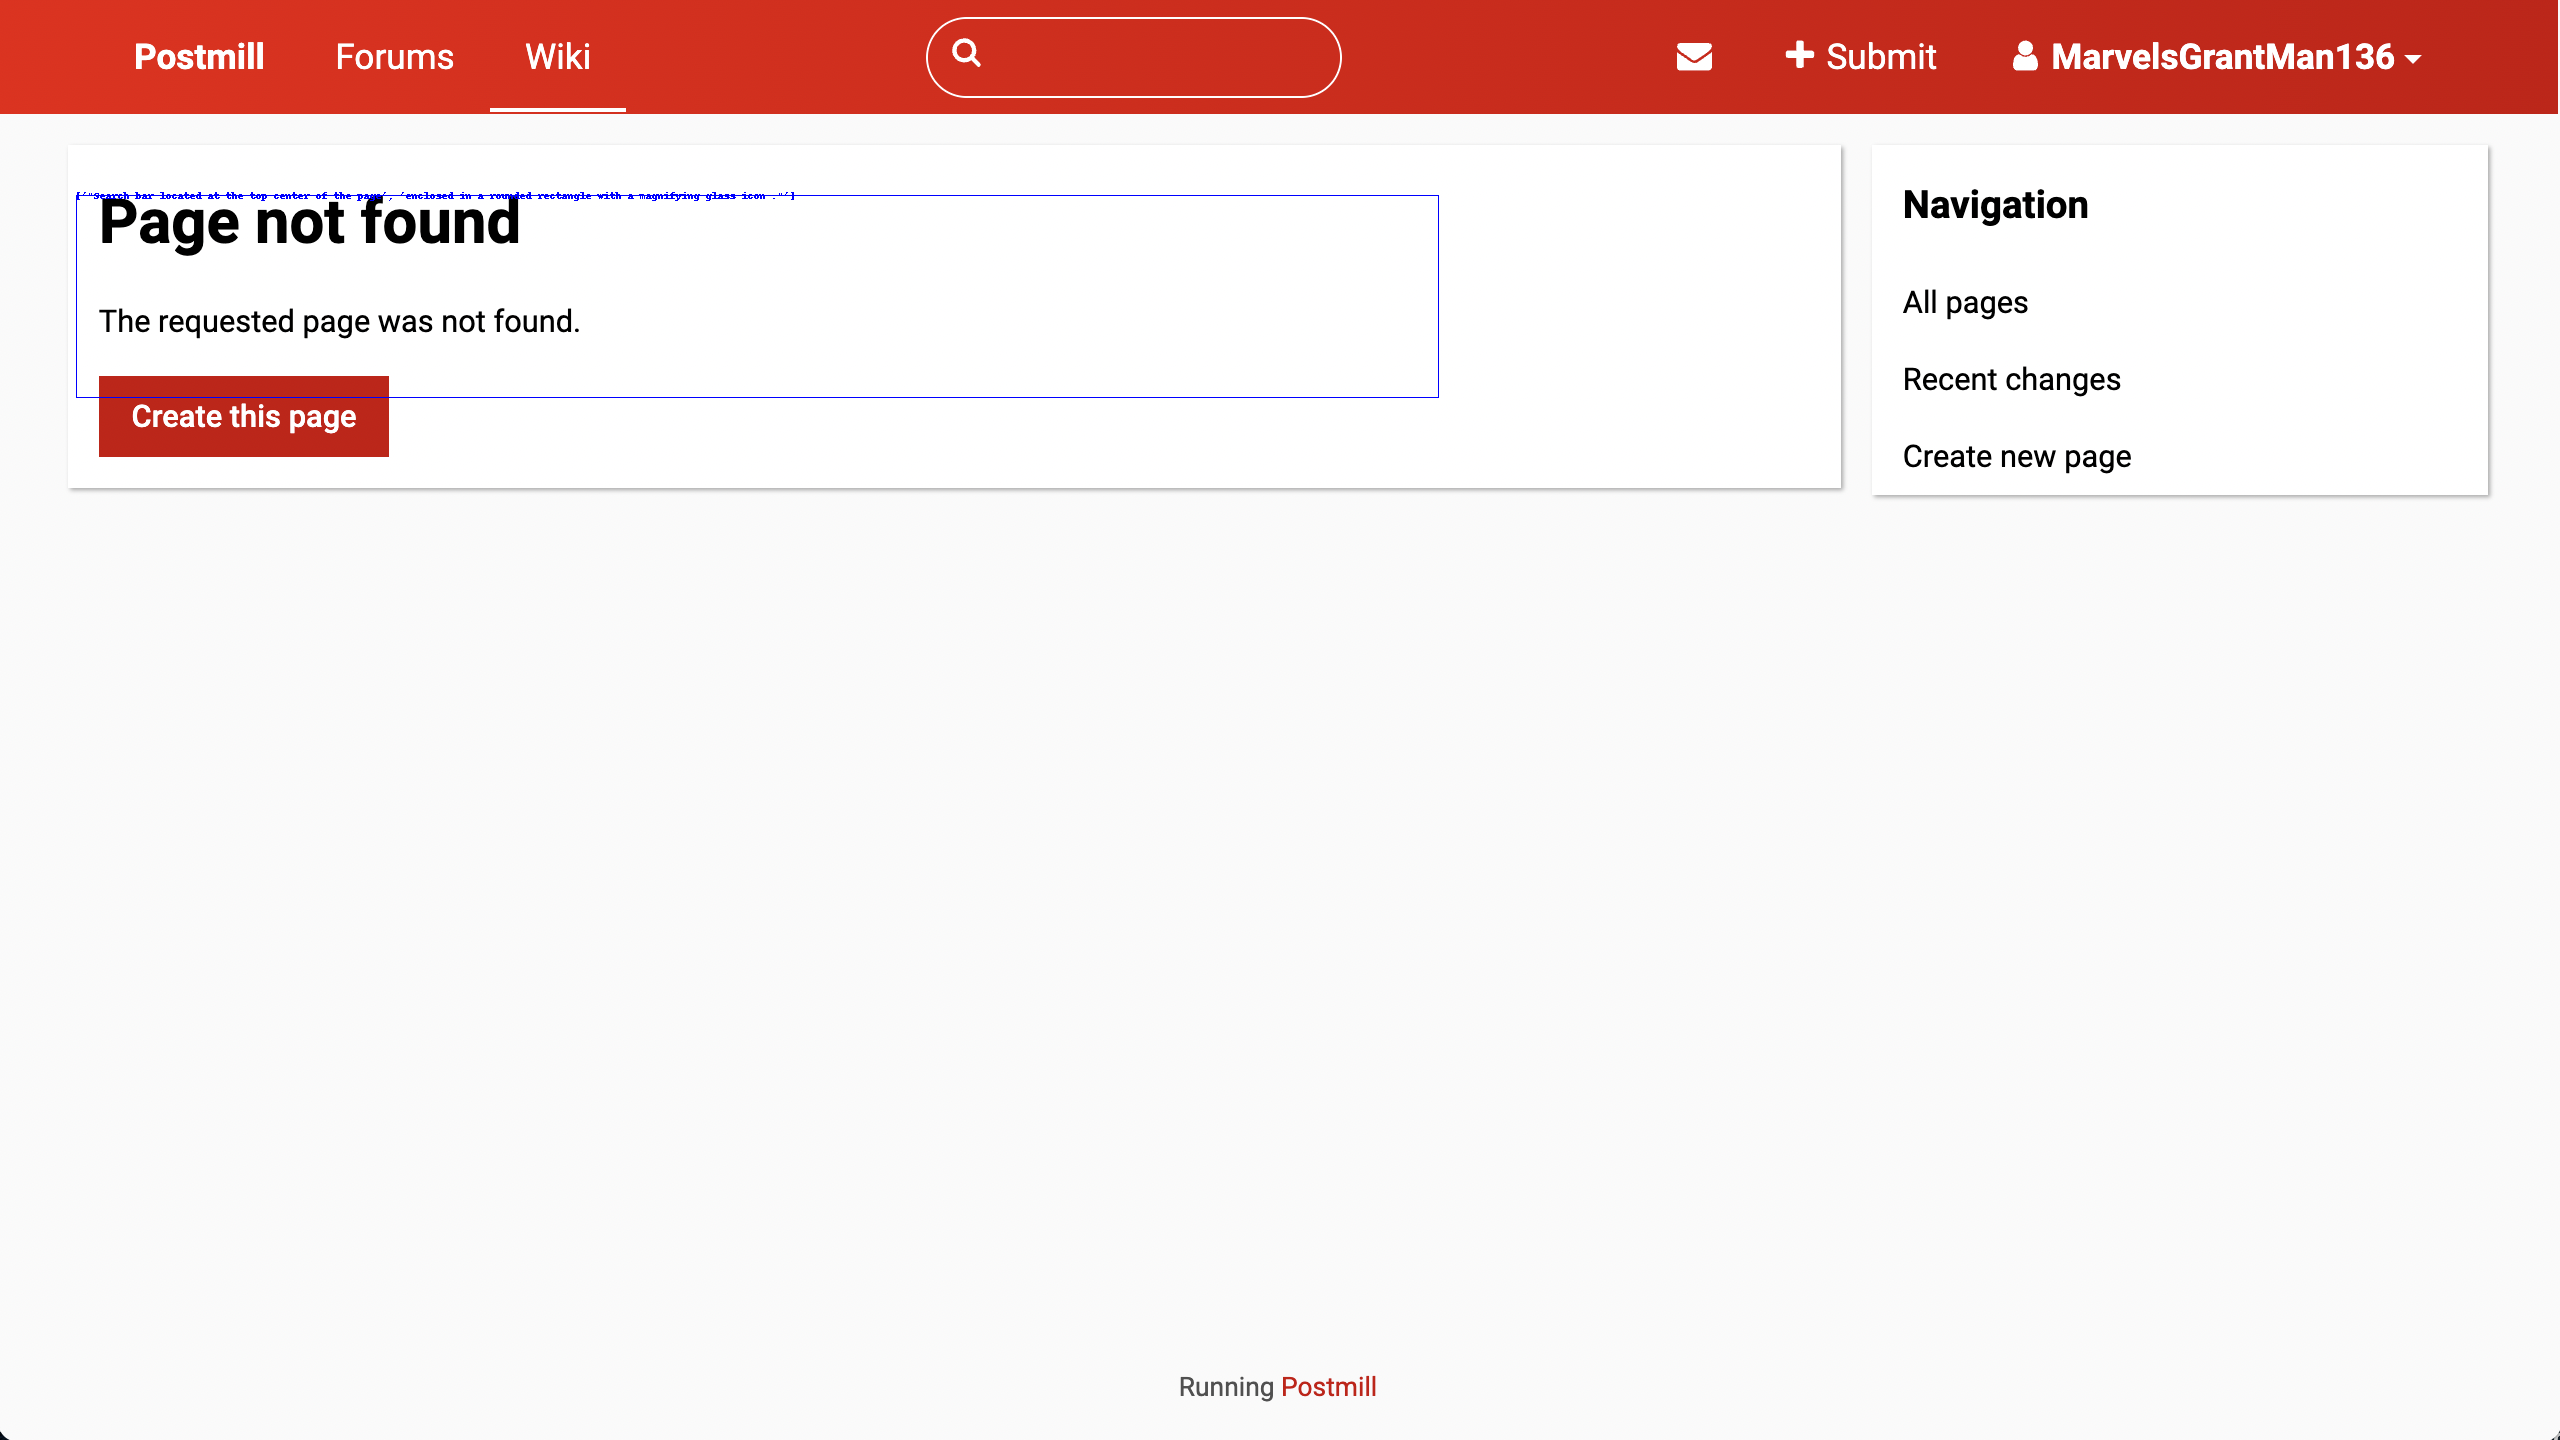 Postmill
Forums
Wiki
Submit
MarvelsGrantMan136
['"Search bar located at the top center of the page', 'enclosed in a rounded rectangle with a magnifying glass icon ."']
Page not found
The requested page was not found.
Create this page
Navigation
All pages
Recent changes
Create new page
Running Postmill